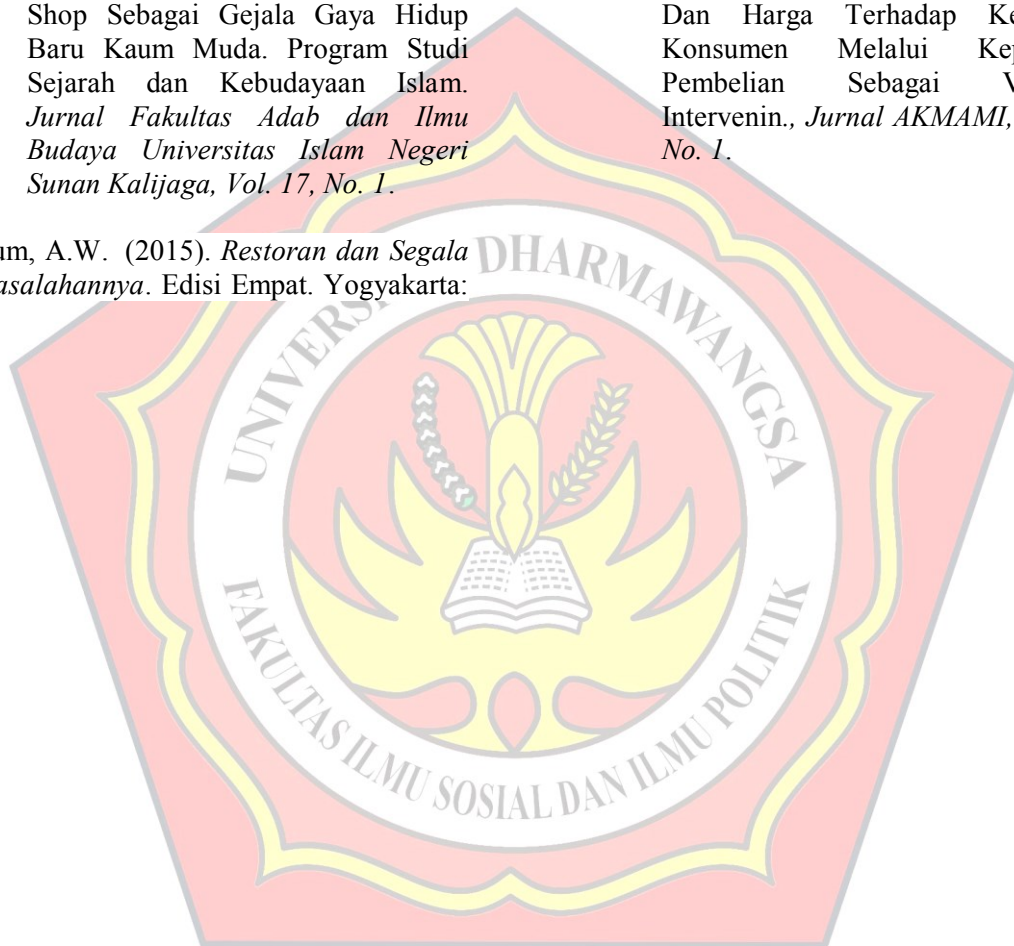 Shop Sebagai Gejala Gaya Hidup
Baru Kaum Muda. Program Studi
Sejarah dan Kebudayaan Islam.
Jurnal Fakultas Adab dan Ilmu
Budaya Universitas Islam Negeri
Sunan Kalijaga, Vol. 17, No. 1.
um, A.W. (2015). Restoran dan Segala
asalahannya. Edisi Empat. Yogyakarta:
Dan Harga Terhadap Ke
Konsumen Melalui Kep
Pembelian Sebagai V
Intervenin., Jurnal AKMAMI,
No. 1.
DHARMAWANGSA
FAKULTAS ILMU SOSIAL DAN ILMU POLITIK